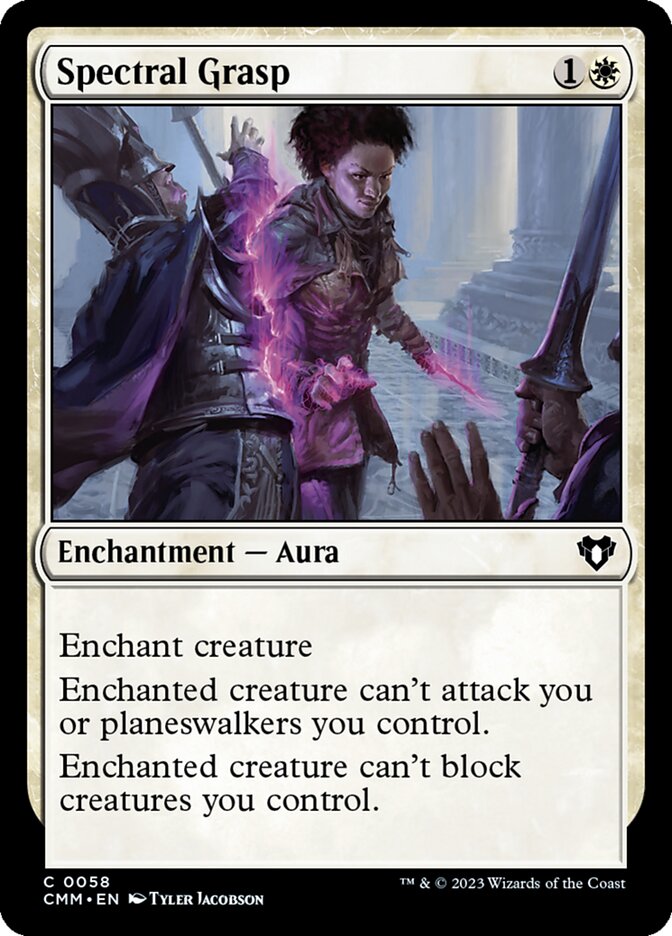 Spectral Grasp 1
Enchantment — Aura
Enchant creature
Enchanted creature can't attack you
or planeswalkers you control.
Enchanted creature can't block
creatures you control.
C 0058
CMM • EN Tyler Jacobson
™ & © 2023 Wizards of the Coast